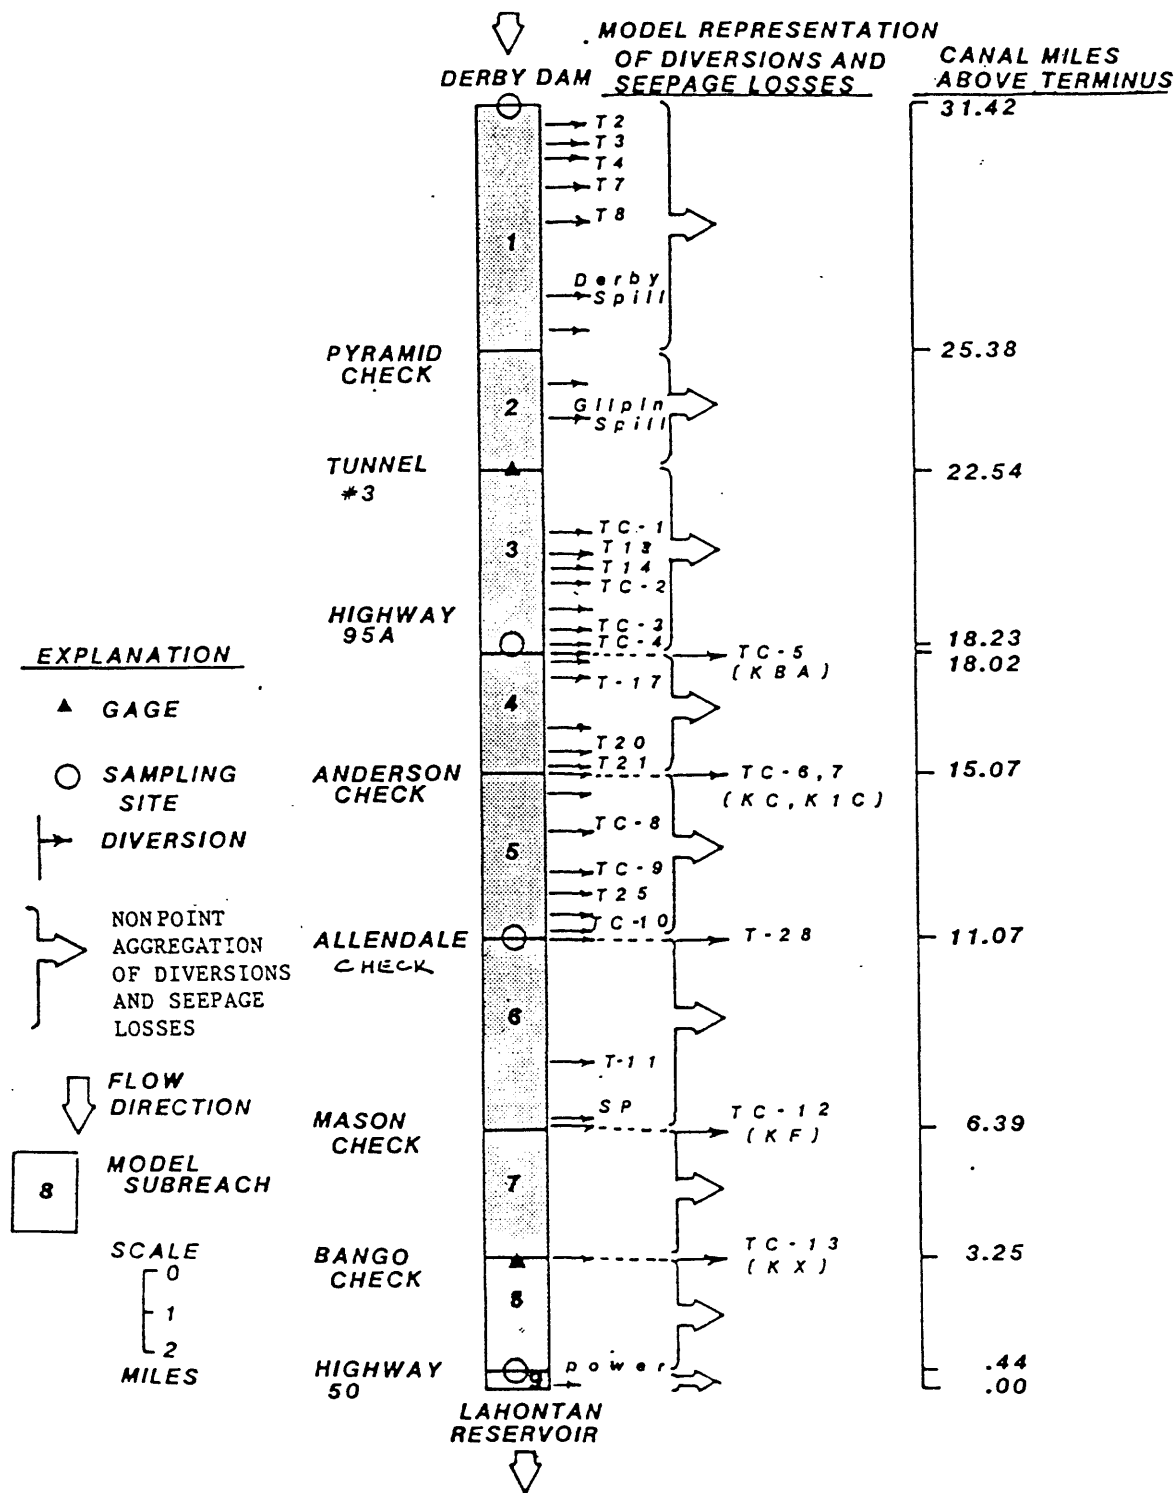 MODEL REPRESENTATION
OF DIVERSIONS AND
SEEPAGE LOSSES
CANAL MILES
ABOVE TERMINUS
DERBY DAM
31.42
T2
T3
T4
T7
T8
1
Derby
Spill
PYRAMID
CHECK
25.38
2
Gilpin
Spill
TUNNEL
#3
22.54
TC-1
3
T13
T14
TC-2
HIGHWAY
95A
TC-3
TC-4
18.23
TC-5
(KBA)
18.02
T-17
4
T20
T21
ANDERSON
CHECK
TC-6,7
(KC,K1C)
15.07
TC-8
5
TC-9
T25
TC-10
ALLENDALE
CHECK
T-28
11.07
6
T-11
SP
MASON
CHECK
TC-12
(KF)
6.39
7
BANGO
CHECK
TC-13
(KX)
3.25
8
HIGHWAY
50
power
9
.44
.00
LAHONTAN
RESERVOIR
EXPLANATION
GAGE
SAMPLING
SITE
DIVERSION
NONPOINT
AGGREGATION
OF DIVERSIONS
AND SEEPAGE
LOSSES
FLOW
DIRECTION
8
MODEL
SUBREACH
SCALE
0
1
2
MILES